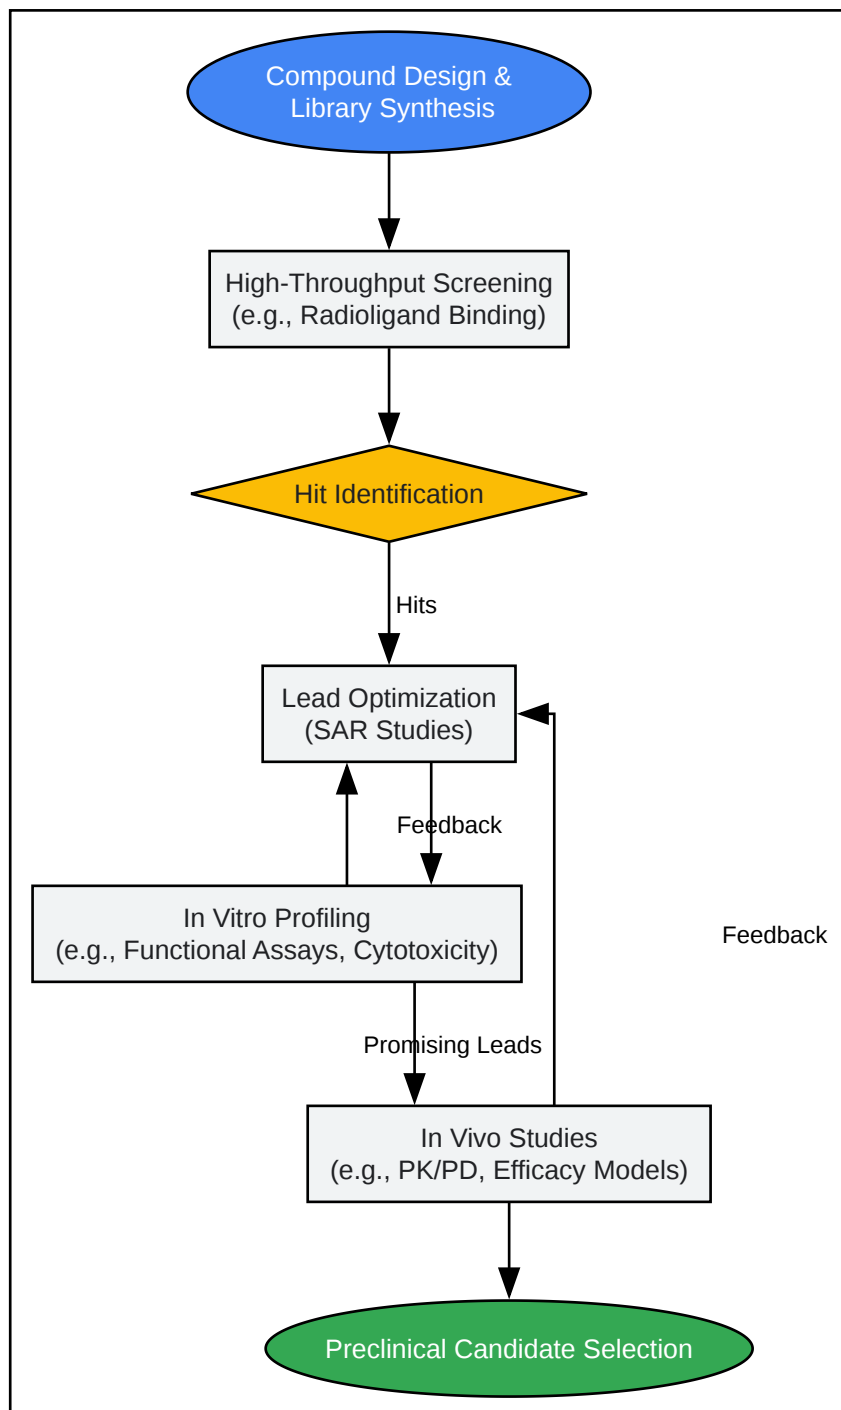 Compound Design &
Library Synthesis
High-Throughput Screening
(e.g., Radioligand Binding)
Hit Identification
Hits
Lead Optimization
(SAR Studies)
Feedback
In Vitro Profiling
(e.g., Functional Assays, Cytotoxicity)
Feedback
Promising Leads
In Vivo Studies
(e.g., PK/PD, Efficacy Models)
Preclinical Candidate Selection